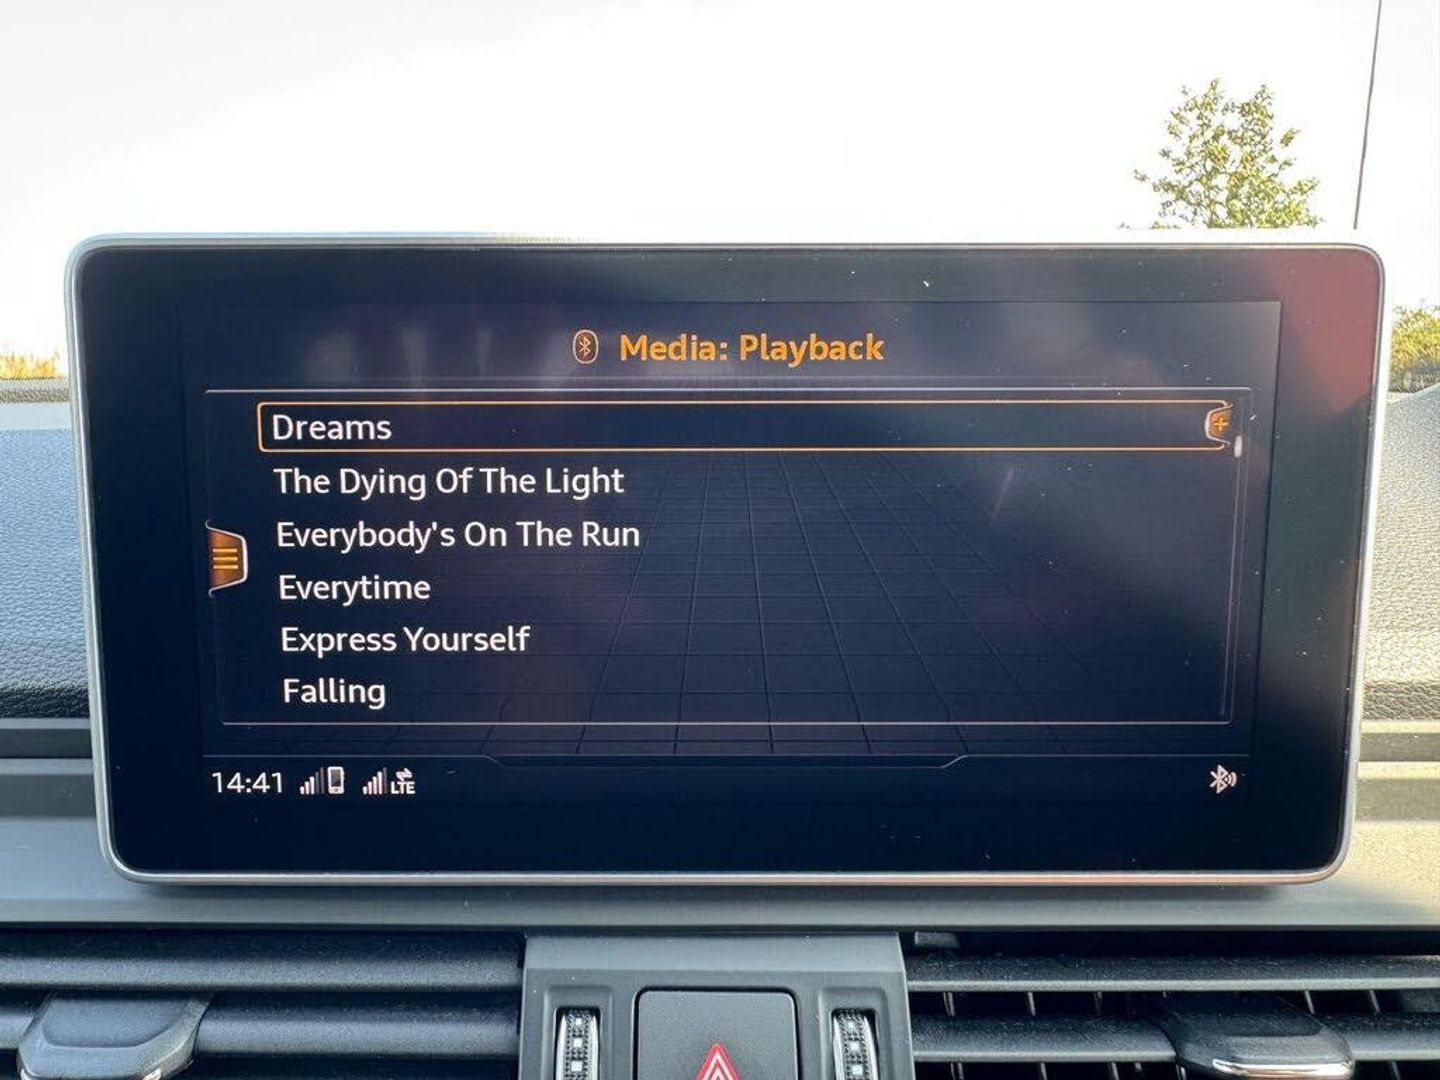 Media: Playback
Dreams
The Dying Of The Light
Everybody's On The Run
Everytime
Express Yourself
Falling
14:41 LTE